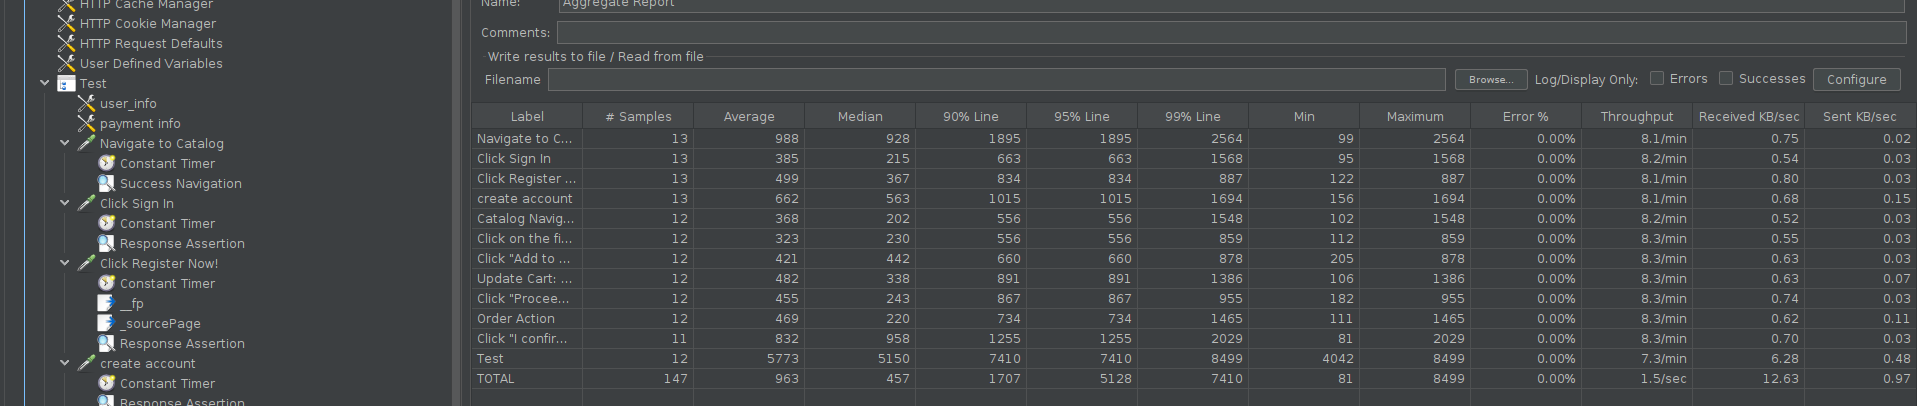 HTTP Cache Manager
HTTP Cookie Manager
HTTP Request Defaults
User Defined Variables
Test
user_info
payment info
Navigate to Catalog
Constant Timer
Success Navigation
Click Sign In
Constant Timer
Response Assertion
Click Register Now!
Constant Timer
__fp
_sourcePage
Response Assertion
create account
Constant Timer
Response Assertion
Name: Aggregate Report
Comments:
Write results to file / Read from file
Filename Browse... Log/Display Only: Errors Successes Configure
Label # Samples Average Median 90% Line 95% Line 99% Line Min Maximum Error % Throughput Received KB/sec Sent KB/sec
Navigate to C... 13 988 928 1895 1895 2564 99 2564 0.00% 8.1/min 0.75 0.02
Click Sign In 13 385 215 663 663 1568 95 1568 0.00% 8.2/min 0.54 0.03
Click Register ... 13 499 367 834 834 887 122 887 0.00% 8.1/min 0.80 0.03
create account 13 662 563 1015 1015 1694 156 1694 0.00% 8.1/min 0.68 0.15
Catalog Navig... 12 368 202 556 556 1548 102 1548 0.00% 8.2/min 0.52 0.03
Click on the fi... 12 323 230 556 556 859 112 859 0.00% 8.3/min 0.55 0.03
Click "Add to ... 12 421 442 660 660 878 205 878 0.00% 8.3/min 0.63 0.03
Update Cart: ... 12 482 338 891 891 1386 106 1386 0.00% 8.3/min 0.63 0.07
Click "Procee... 12 455 243 867 867 955 182 955 0.00% 8.3/min 0.74 0.03
Order Action 12 469 220 734 734 1465 111 1465 0.00% 8.3/min 0.62 0.11
Click "I confir... 11 832 958 1255 1255 2029 81 2029 0.00% 8.3/min 0.70 0.03
Test 12 5773 5150 7410 7410 8499 4042 8499 0.00% 7.3/min 6.28 0.48
TOTAL 147 963 457 1707 5128 7410 81 8499 0.00% 1.5/sec 12.63 0.97